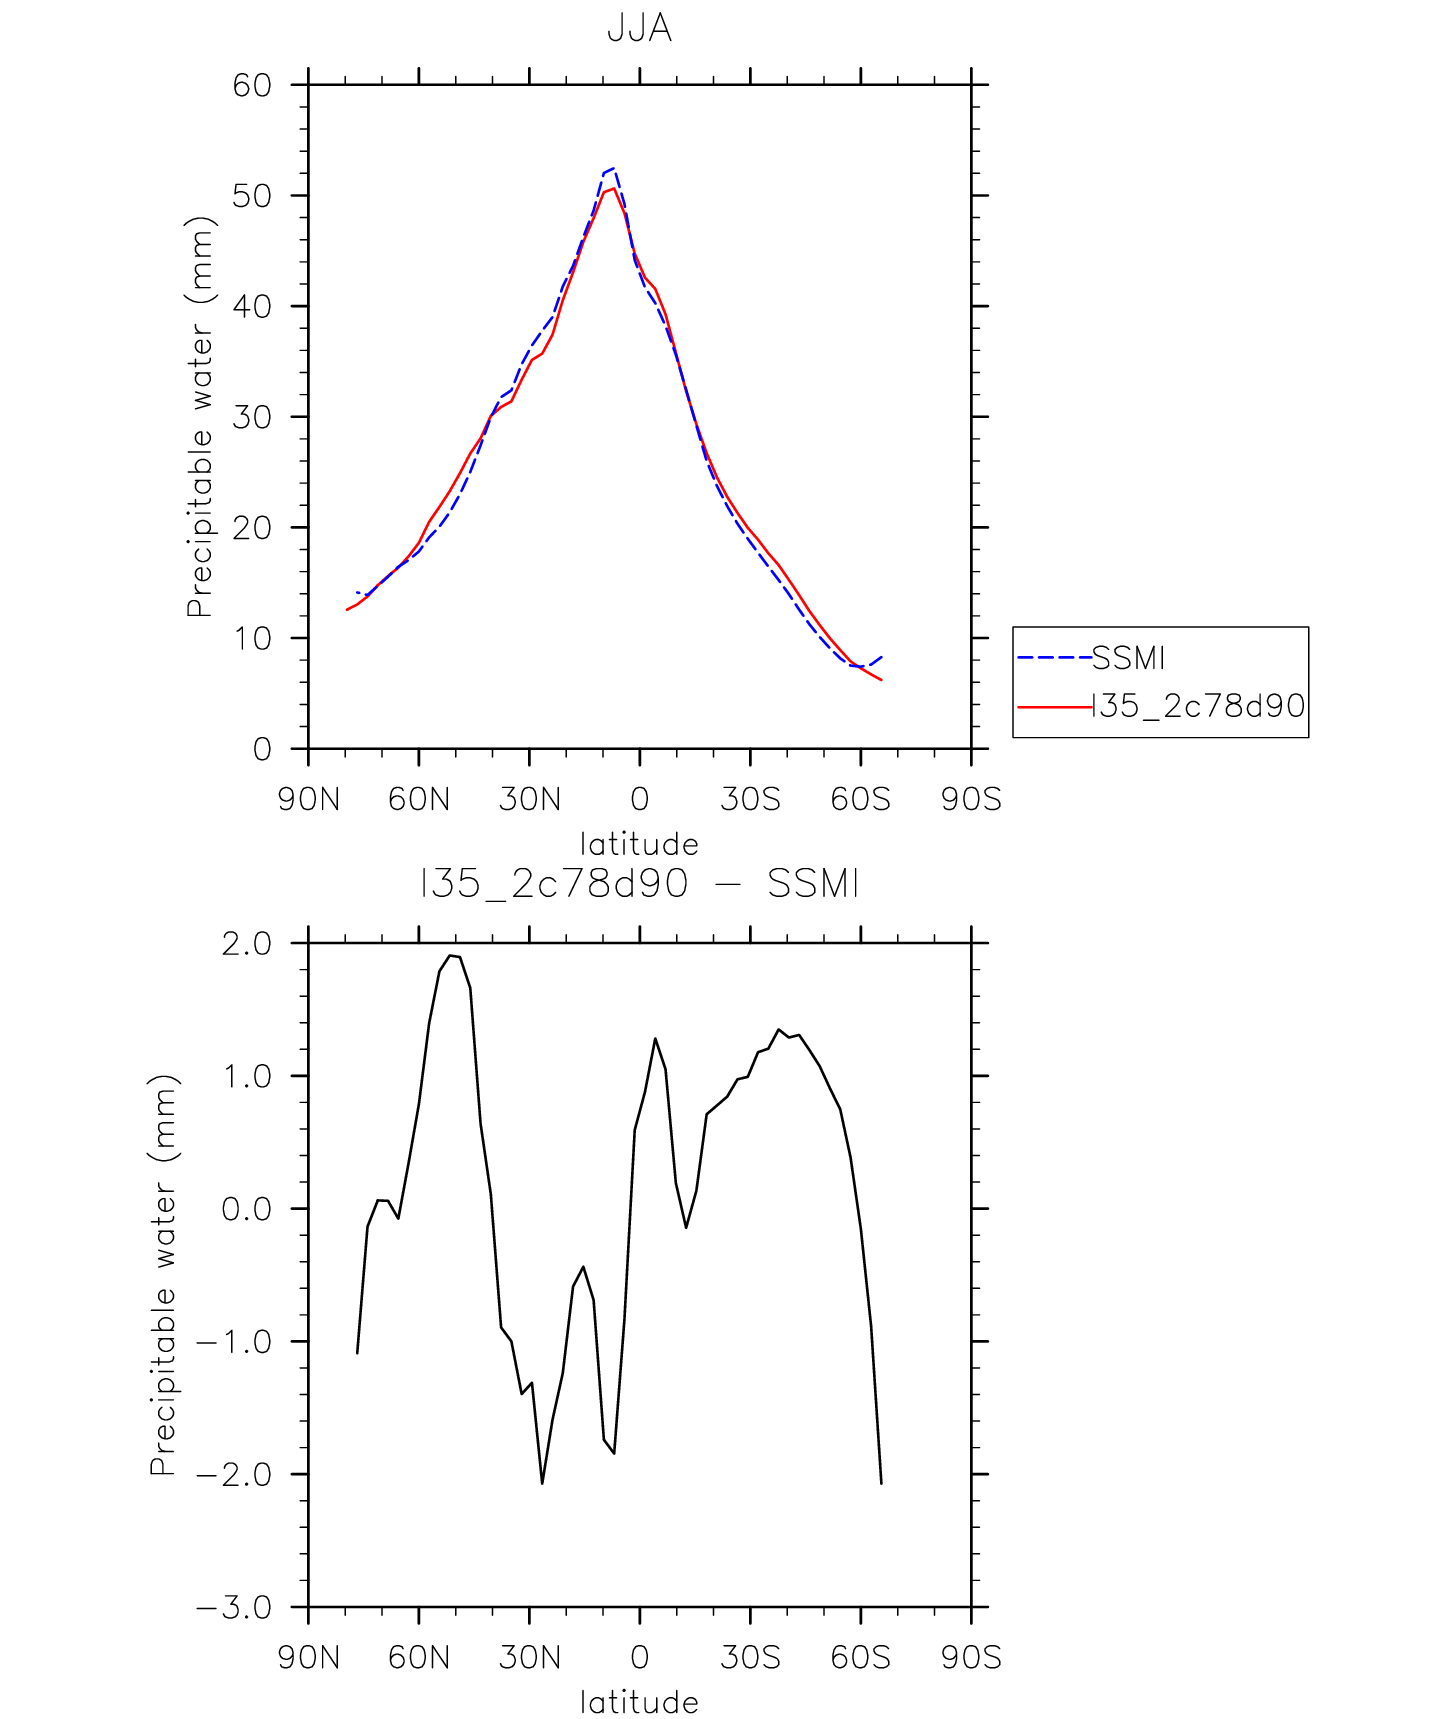 JJA
60
50
40
30
20
10
0
Precipitable water (mm)
90N 60N 30N 0 30S 60S 90S
latitude
SSMI
I35_2c78d90
I35_2c78d90 − SSMI
2.0
1.0
0.0
−1.0
−2.0
−3.0
Precipitable water (mm)
90N 60N 30N 0 30S 60S 90S
latitude